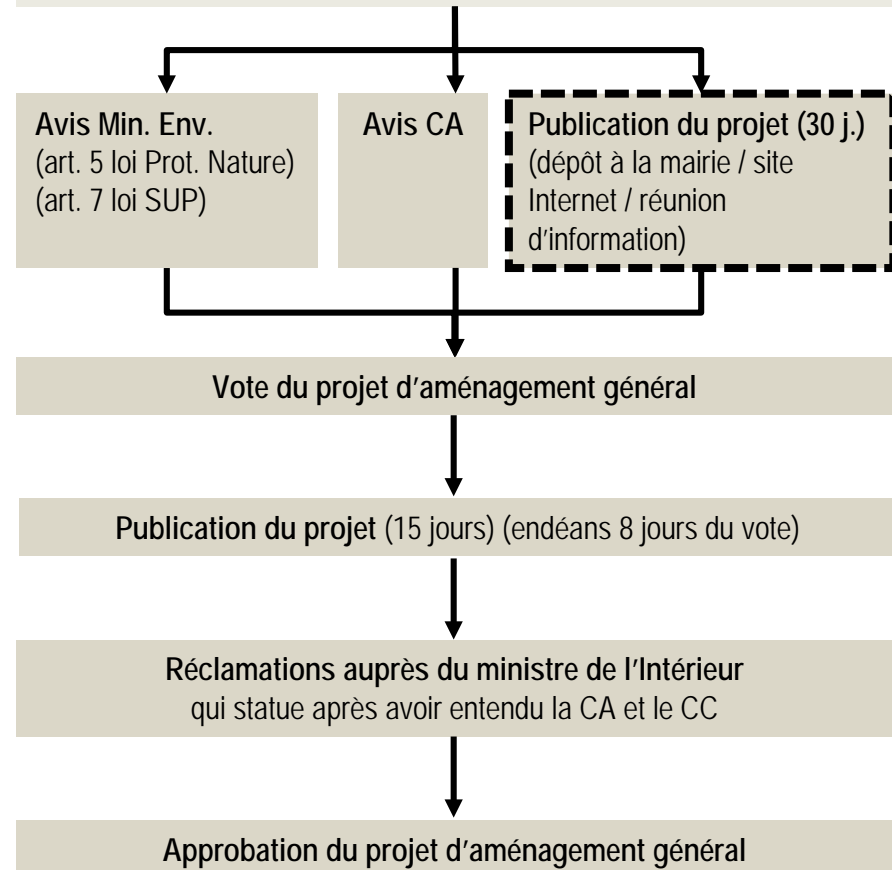 Avis Min. Env.
(art. 5 loi Prot. Nature)
(art. 7 loi SUP)
Avis CA
Publication du projet (30 j.)
(dépôt à la mairie / site
Internet / réunion
d’information)
Vote du projet d’aménagement général
Publication du projet (15 jours) (endéans 8 jours du vote)
Réclamations auprès du ministre de l’Intérieur
qui statue après avoir entendu la CA et le CC
Approbation du projet d’aménagement général